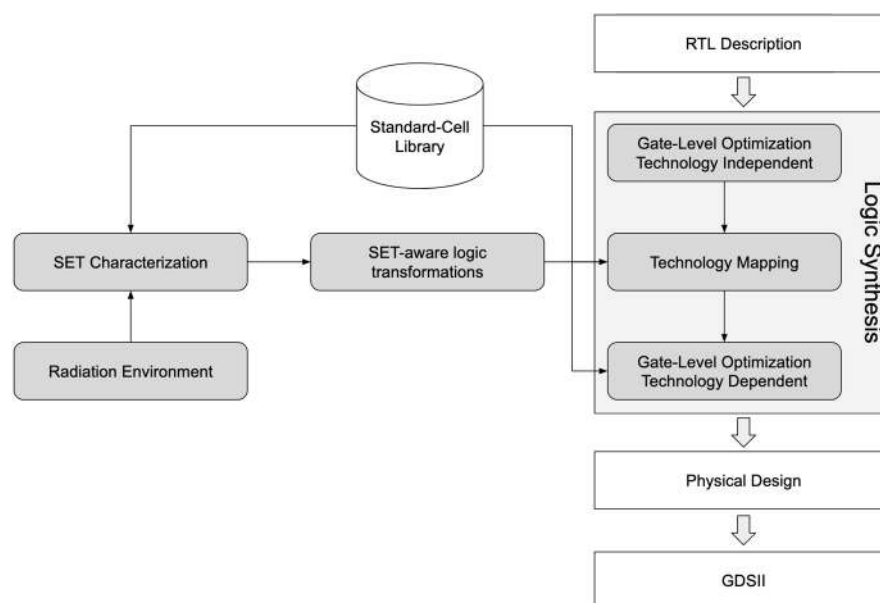 RTL Description
Standard-Cell
Library
Gate-Level Optimization
Technology Independent
Logic Synthesis
SET Characterization
SET-aware logic
transformations
Technology Mapping
Radiation Environment
Gate-Level Optimization
Technology Dependent
Physical Design
GDSII